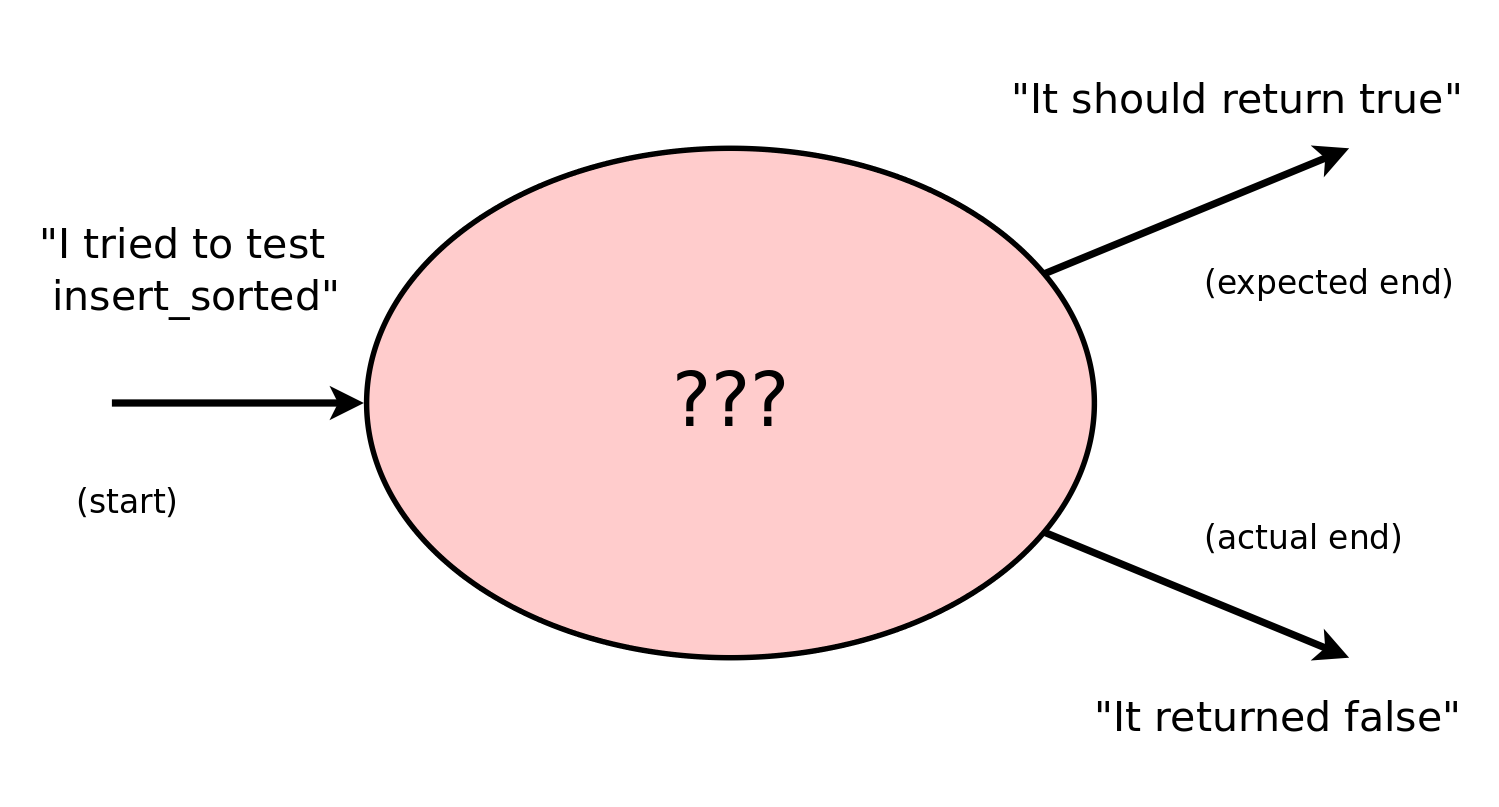 "It should return true"
"I tried to test
insert_sorted"
(expected end)
???
(start)
(actual end)
"It returned false"